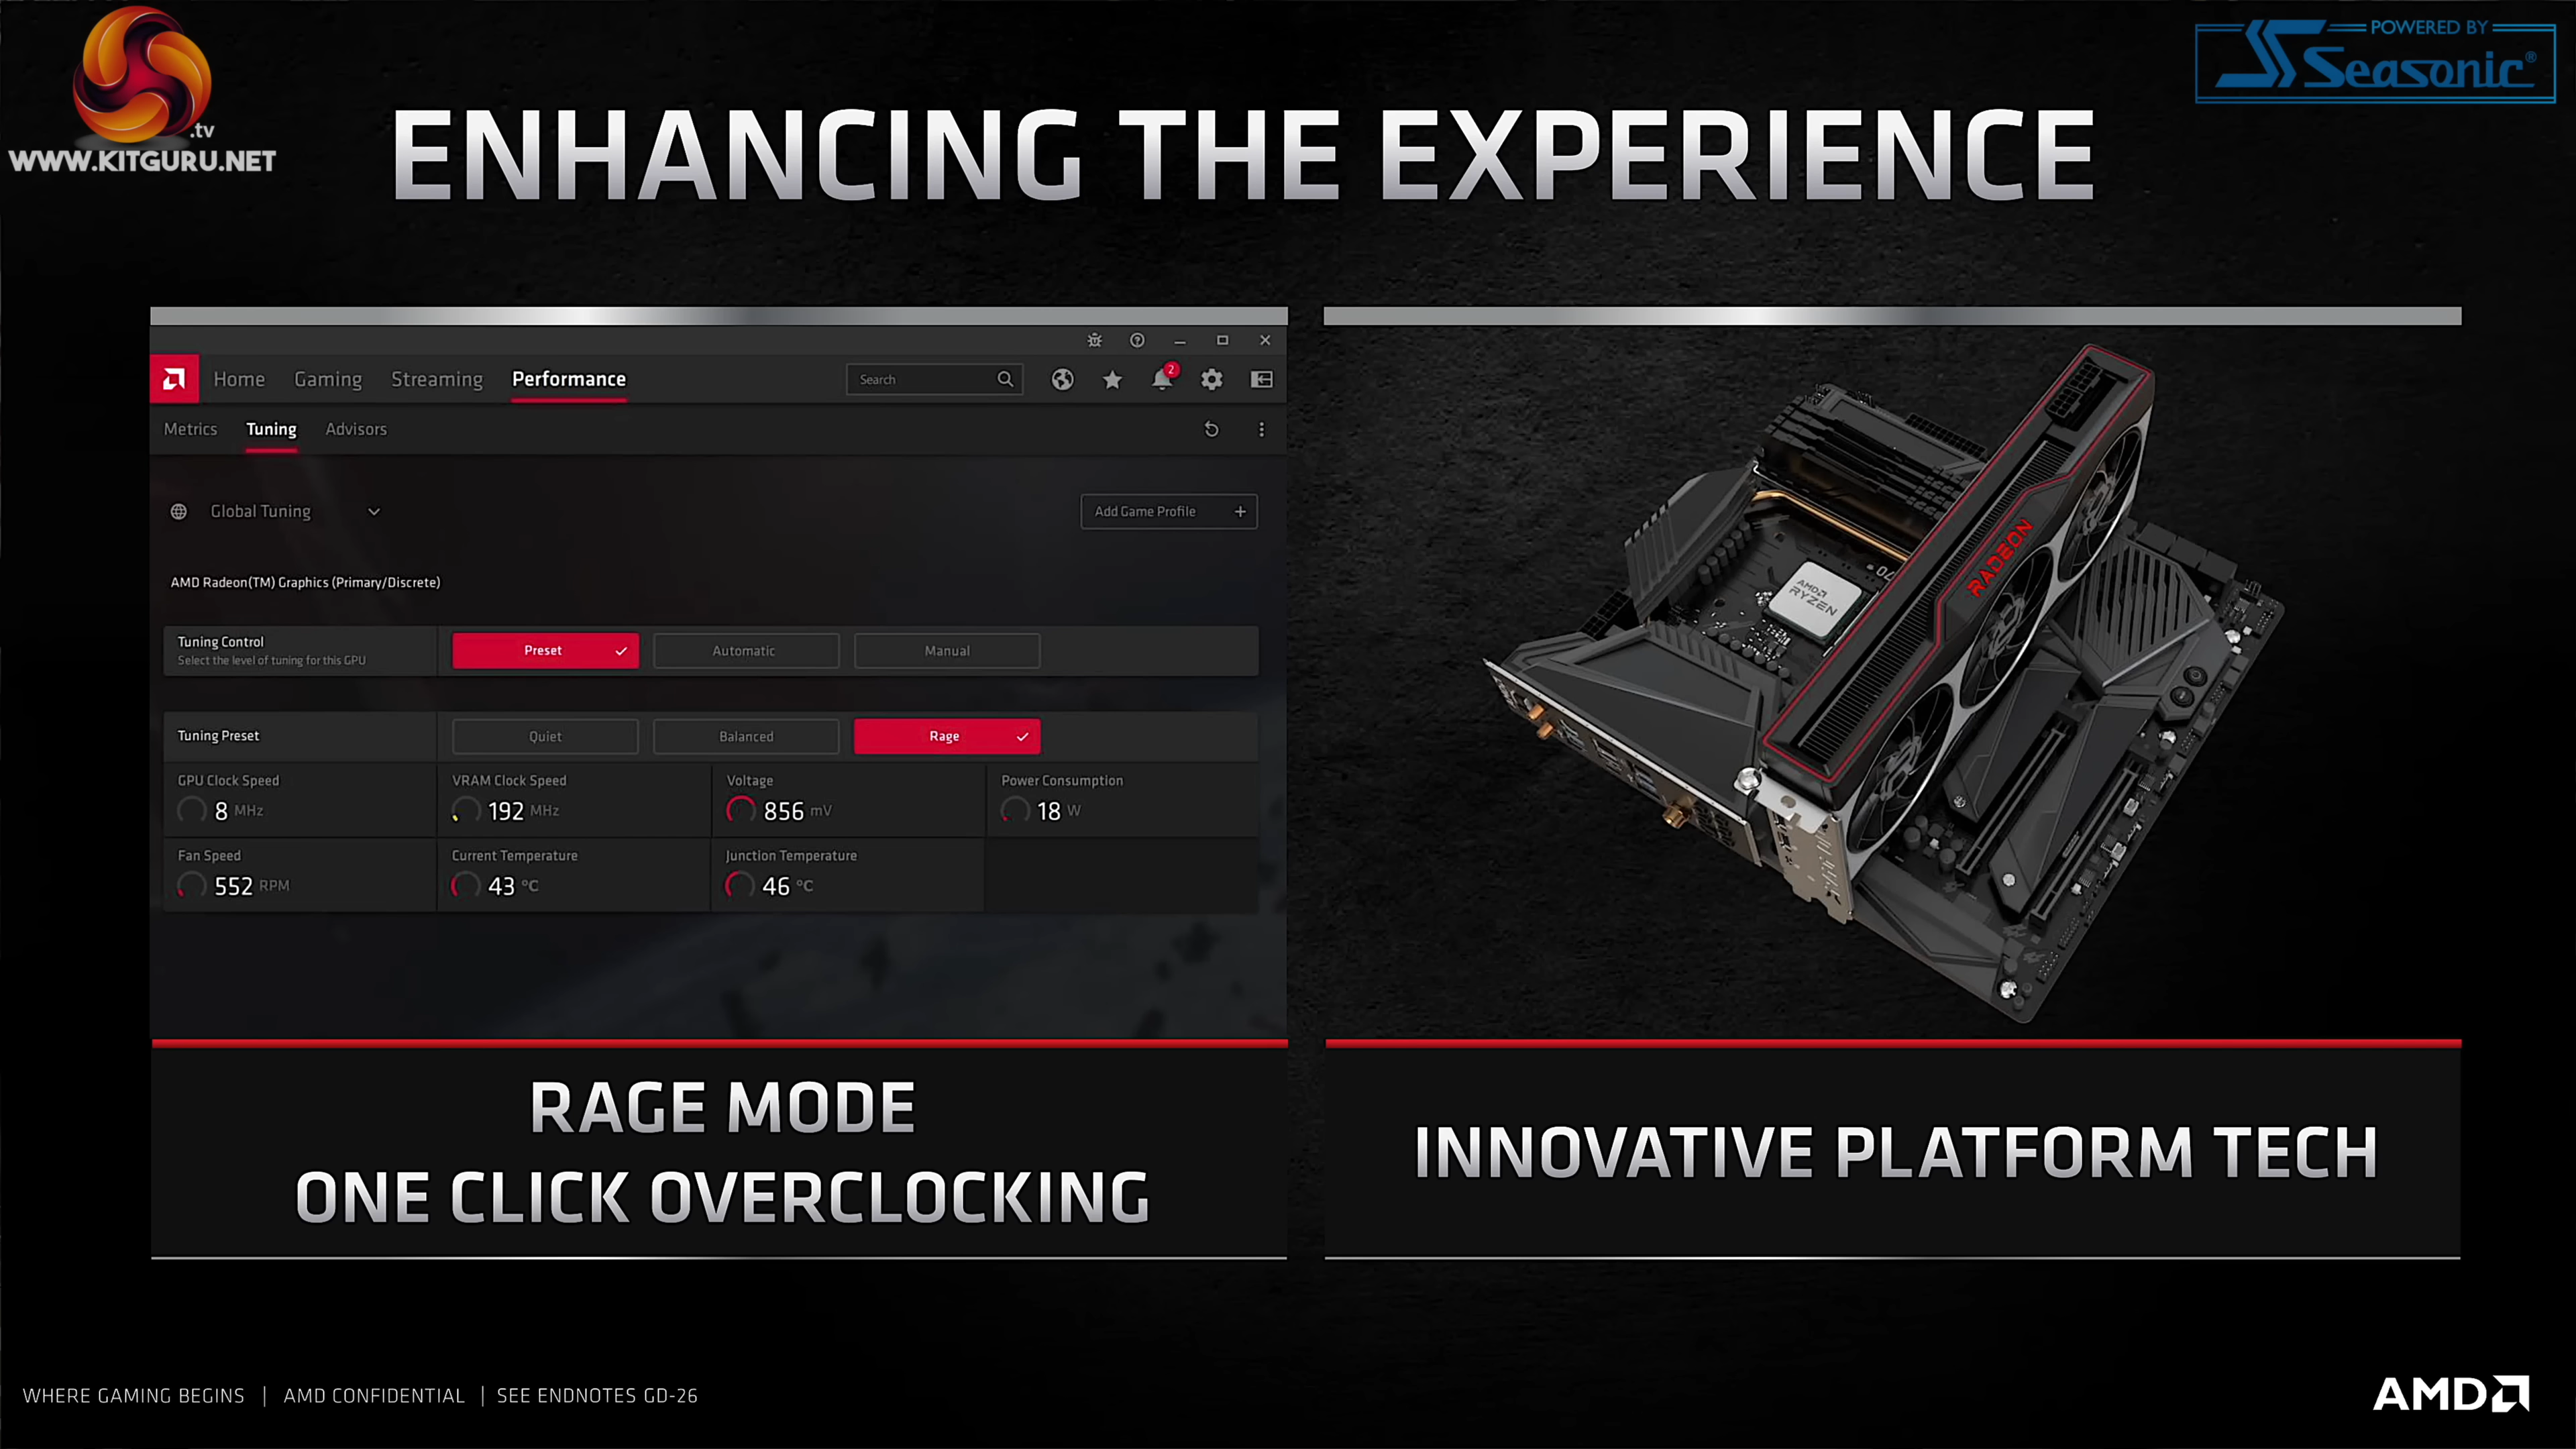 .tv
WWW.KITGURU.NET
POWERED BY
Seasonic®
ENHANCING THE EXPERIENCE
Home Gaming Streaming Performance Search 2
Metrics Tuning Advisors
Global Tuning Add Game Profile +
AMD Radeon(TM) Graphics (Primary/Discrete)
Tuning Control Preset Automatic Manual
Select the level of tuning for this GPU
Tuning Preset Quiet Balanced Rage
GPU Clock Speed VRAM Clock Speed Voltage Power Consumption
8 MHz 192 MHz 856 mV 18 W
Fan Speed Current Temperature Junction Temperature
552 RPM 43 °C 46 °C
RADEON
AMD
RYZEN
RAGE MODE
ONE CLICK OVERCLOCKING
INNOVATIVE PLATFORM TECH
WHERE GAMING BEGINS | AMD CONFIDENTIAL | SEE ENDNOTES GD-26
AMD